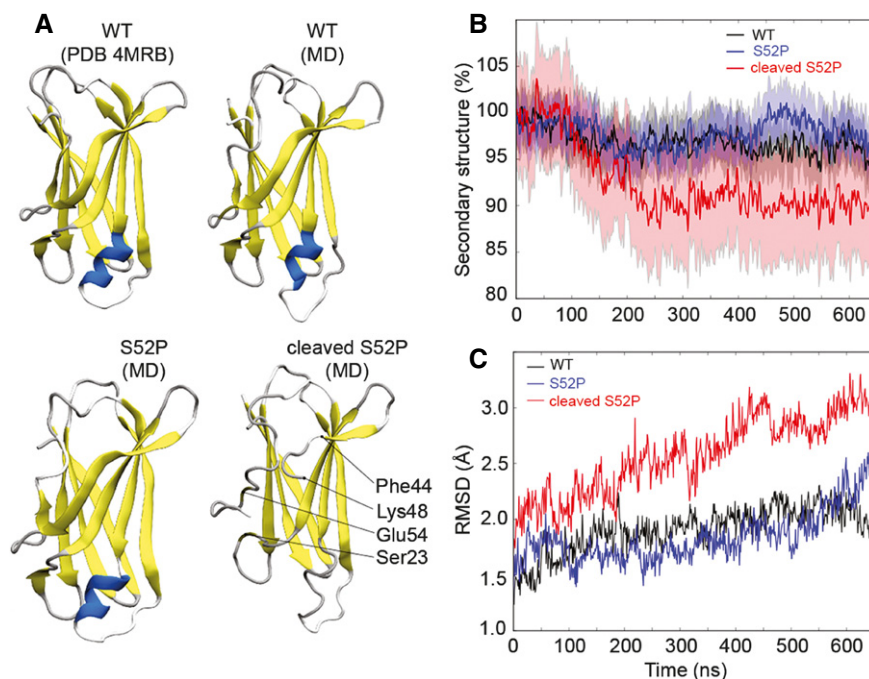 A
WT
(PDB 4MRB)
WT
(MD)
S52P
(MD)
cleaved S52P
(MD)
Phe44
Lys48
Glu54
Ser23
B
WT
S52P
cleaved S52P
Secondary structure (%)
105
100
95
90
85
80
0 100 200 300 400 500 600
C
WT
S52P
cleaved S52P
RMSD (Å)
3.0
2.5
2.0
1.5
1.0
0 100 200 300 400 500 600
Time (ns)